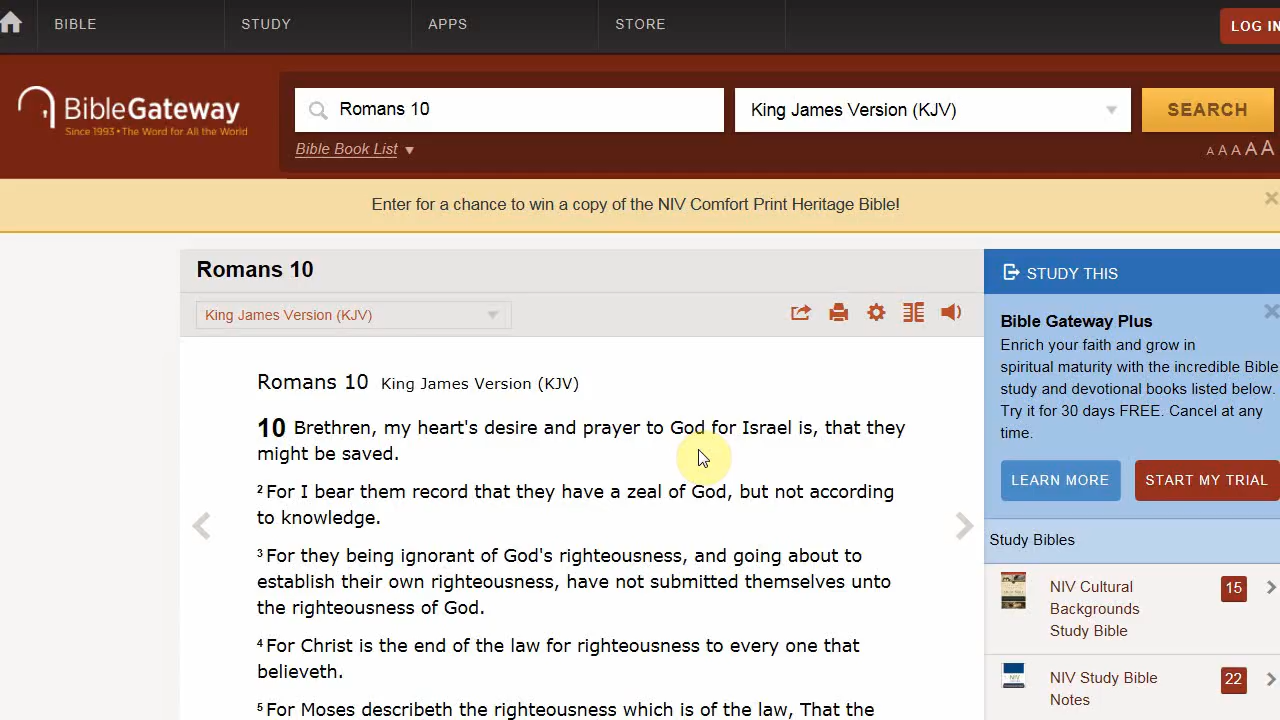 BIBLE STUDY APPS STORE LOG IN
BibleGateway
Since 1993 • The Word for All the World
Romans 10
King James Version (KJV)
SEARCH
Bible Book List
A A A A A
Enter for a chance to win a copy of the NIV Comfort Print Heritage Bible!
Romans 10
King James Version (KJV)
Romans 10 King James Version (KJV)
10 Brethren, my heart's desire and prayer to God for Israel is, that they
might be saved.
2 For I bear them record that they have a zeal of God, but not according
to knowledge.
3 For they being ignorant of God's righteousness, and going about to
establish their own righteousness, have not submitted themselves unto
the righteousness of God.
4 For Christ is the end of the law for righteousness to every one that
believeth.
5 For Moses describeth the righteousness which is of the law, That the
STUDY THIS
Bible Gateway Plus
Enrich your faith and grow in
spiritual maturity with the incredible Bible
study and devotional books listed below.
Try it for 30 days FREE. Cancel at any
time.
LEARN MORE START MY TRIAL
Study Bibles
NIV Cultural
Backgrounds
Study Bible
15
NIV Study Bible
Notes
22